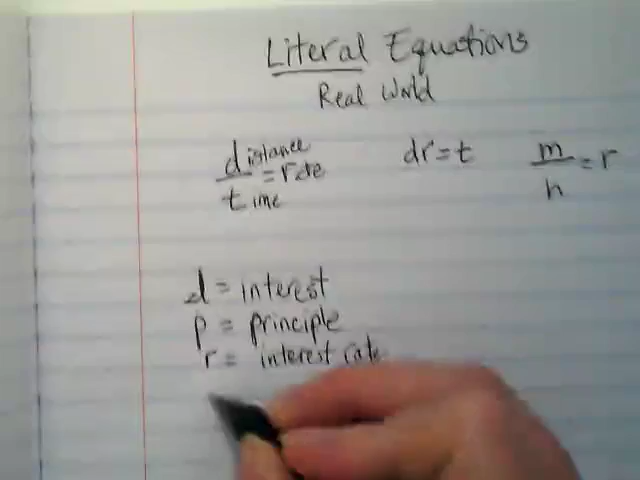 Literal Equations
Real World
distance
time = rate
dr = t
m
h = r
d = interest
p = principle
r = interest rate